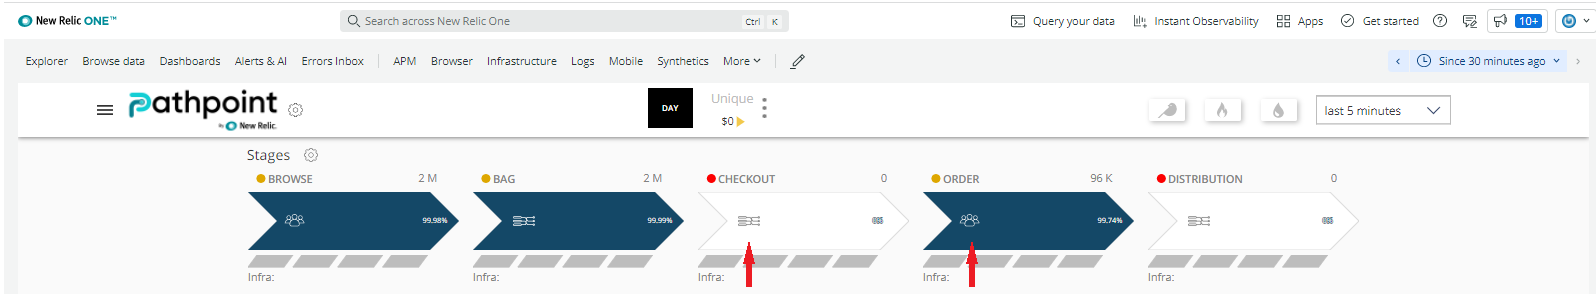 New Relic ONE™
Search across New Relic One
Ctrl K
Query your data
Instant Observability
Apps
Get started
10+
Explorer
Browse data
Dashboards
Alerts & AI
Errors Inbox
APM
Browser
Infrastructure
Logs
Mobile
Synthetics
More
Since 30 minutes ago
Pathpoint
By New Relic.
DAY
Unique
$0
last 5 minutes
Stages
BROWSE 2 M
BAG 2 M
CHECKOUT 0
ORDER 96 K
DISTRIBUTION 0
99.98%
99.99%
99.74%
Infra:
Infra:
Infra:
Infra:
Infra: